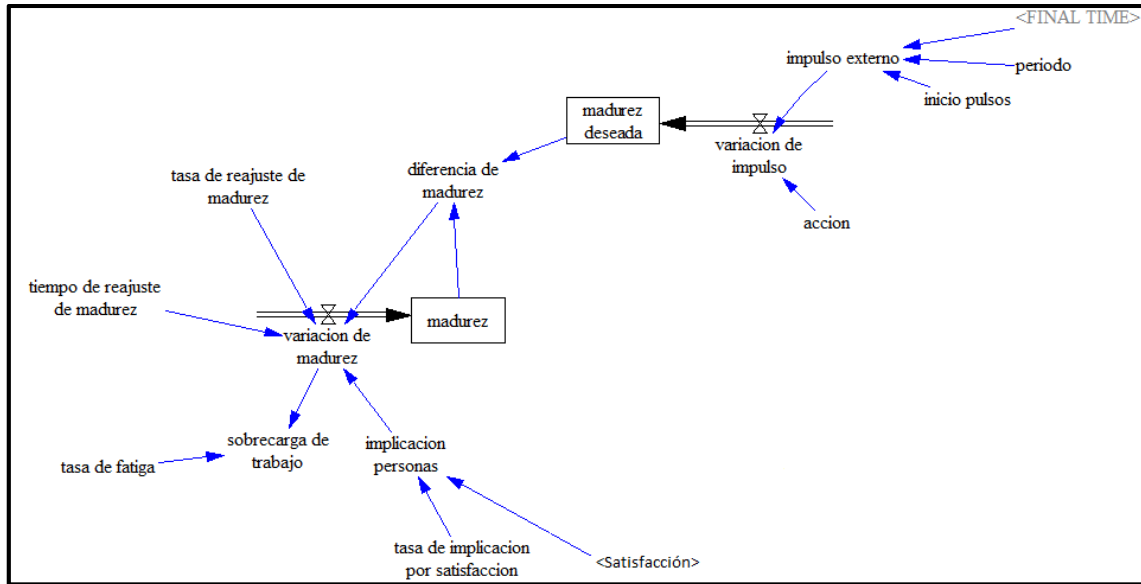 <FINAL TIME>
impulso externo
periodo
inicio pulsos
madurez
deseada
variacion de
impulso
accion
diferencia de
madurez
tasa de reajuste de
madurez
tiempo de reajuste
de madurez
variacion de
madurez
madurez
sobrecarga de
trabajo
tasa de fatiga
implicacion
personas
tasa de implicacion
por satisfaccion
<Satisfacción>